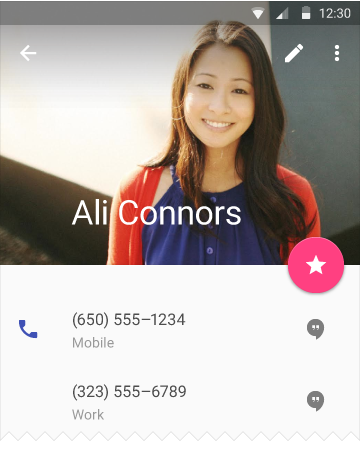 12:30
Ali Connors
(650) 555–1234
Mobile
(323) 555–6789
Work